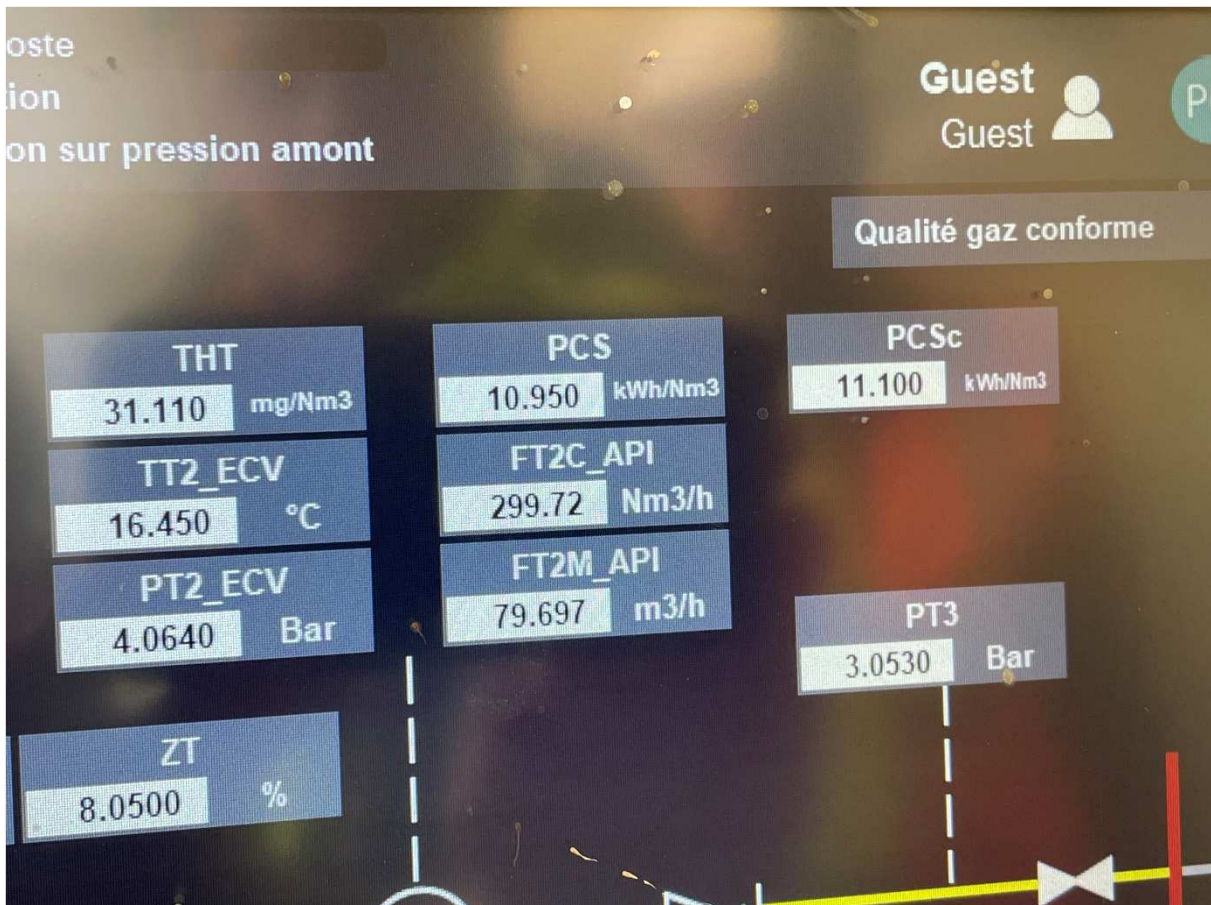 oste
tion
on sur pression amont
Guest
Guest
P
Qualité gaz conforme
THT
31.110 mg/Nm3
PCS
10.950 kWh/Nm3
PCSc
11.100 kWh/Nm3
TT2_ECV
16.450 °C
FT2C_API
299.72 Nm3/h
PT2_ECV
4.0640 Bar
FT2M_API
79.697 m3/h
PT3
3.0530 Bar
ZT
8.0500 %